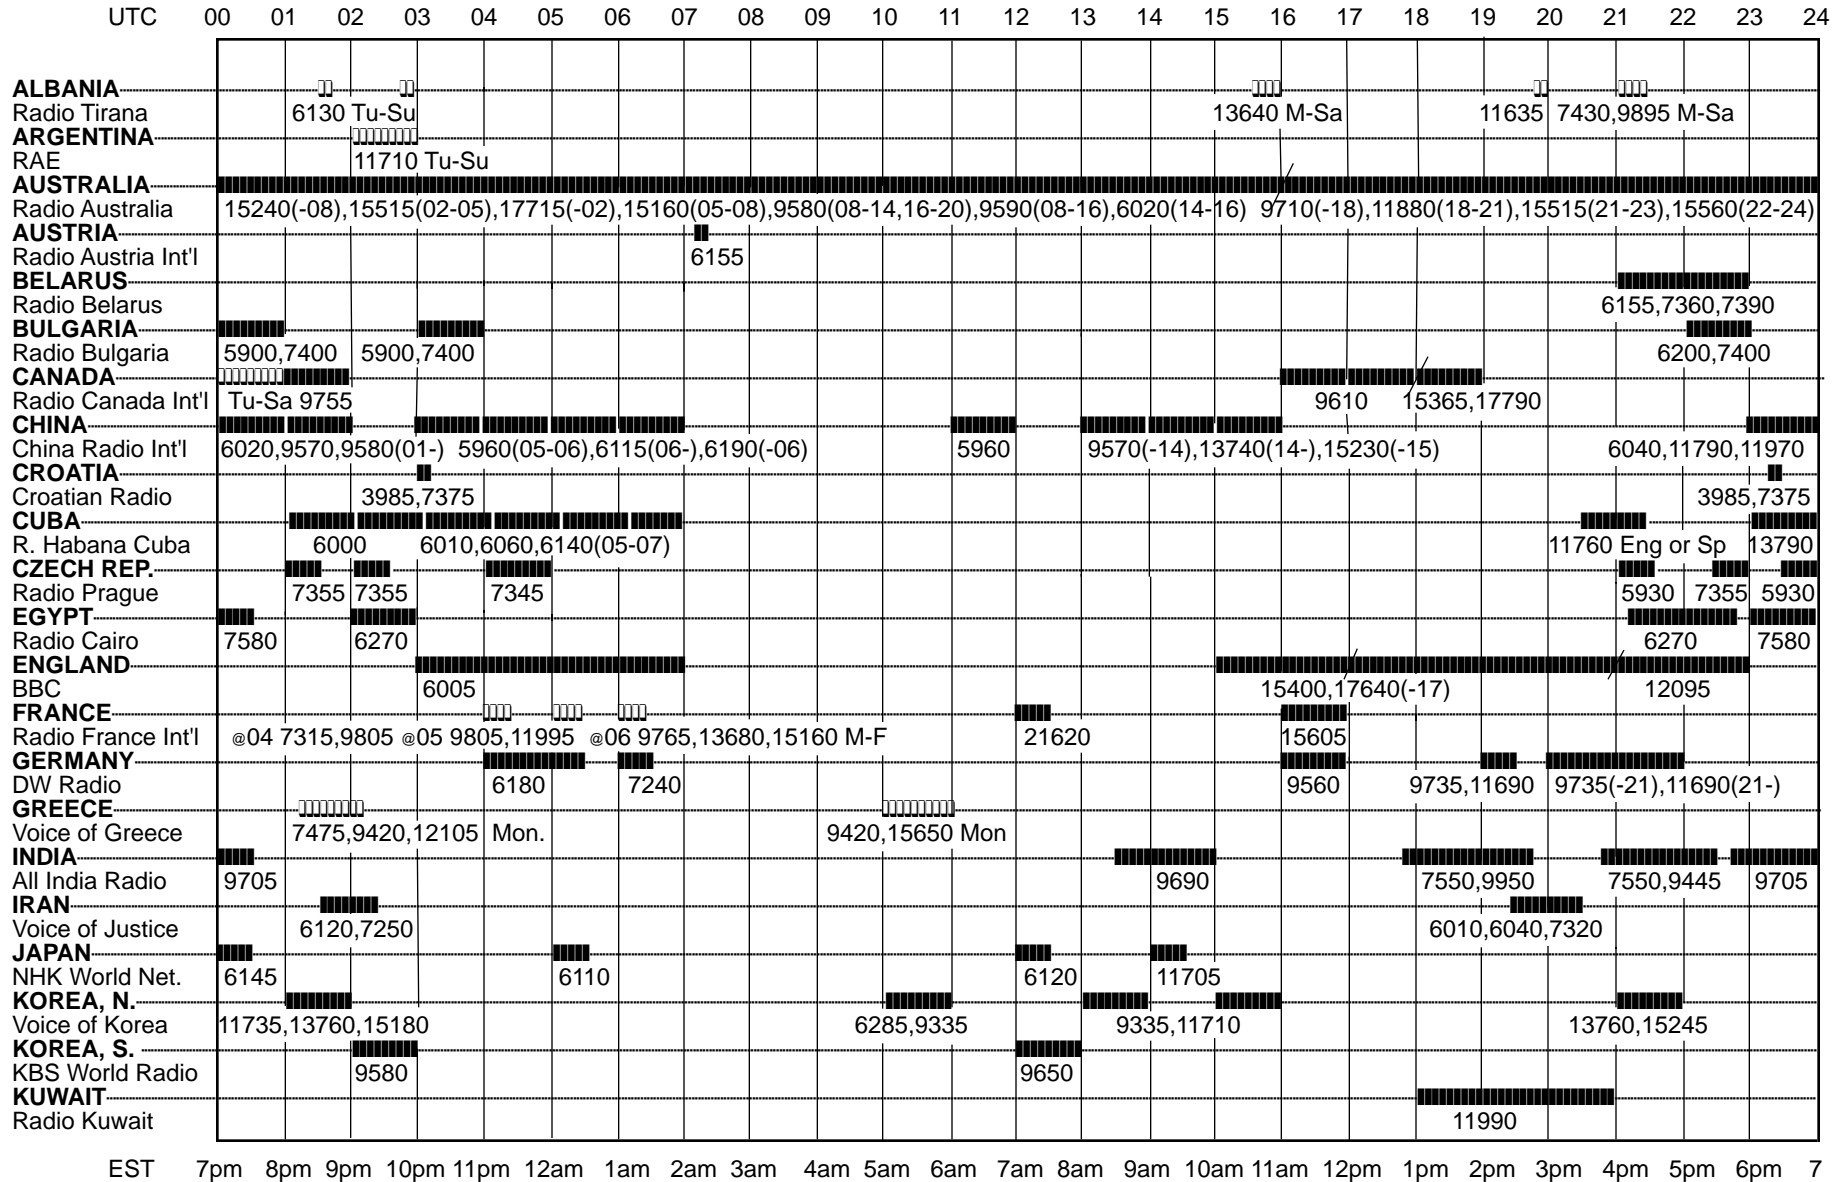 UTC 00 01 02 03 04 05 06 07 08 09 10 11 12 13 14 15 16 17 18 19 20 21 22 23 24
ALBANIA
Radio Tirana 6130 Tu-Su 13640 M-Sa 11635 7430,9895 M-Sa
ARGENTINA
RAE 11710 Tu-Su
AUSTRALIA
Radio Australia 15240(-08),15515(02-05),17715(-02),15160(05-08),9580(08-14,16-20),9590(08-16),6020(14-16) 9710(-18),11880(18-21),15515(21-23),15560(22-24)
AUSTRIA
Radio Austria Int'l 6155
BELARUS
Radio Belarus 6155,7360,7390
BULGARIA
Radio Bulgaria 5900,7400 5900,7400 6200,7400
CANADA
Radio Canada Int'l Tu-Sa 9755 9610 15365,17790
CHINA
China Radio Int'l 6020,9570,9580(01-) 5960(05-06),6115(06-),6190(-06) 5960 9570(-14),13740(14-),15230(-15) 6040,11790,11970
CROATIA
Croatian Radio 3985,7375 3985,7375
CUBA
R. Habana Cuba 6000 6010,6060,6140(05-07) 11760 Eng or Sp 13790
CZECH REP.
Radio Prague 7355 7355 7345 5930 7355 5930
EGYPT
Radio Cairo 7580 6270 6270 7580
ENGLAND
BBC 6005 15400,17640(-17) 12095
FRANCE
Radio France Int'l @04 7315,9805 @05 9805,11995 @06 9765,13680,15160 M-F 21620 15605
GERMANY
DW Radio 6180 7240 9560 9735,11690 9735(-21),11690(21-)
GREECE
Voice of Greece 7475,9420,12105 Mon. 9420,15650 Mon
INDIA
All India Radio 9705 9690 7550,9950 7550,9445 9705
IRAN
Voice of Justice 6120,7250 6010,6040,7320
JAPAN
NHK World Net. 6145 6110 6120 11705
KOREA, N.
Voice of Korea 11735,13760,15180 6285,9335 9335,11710 13760,15245
KOREA, S.
KBS World Radio 9580 9650
KUWAIT
Radio Kuwait 11990
EST 7pm 8pm 9pm 10pm 11pm 12am 1am 2am 3am 4am 5am 6am 7am 8am 9am 10am 11am 12pm 1pm 2pm 3pm 4pm 5pm 6pm 7